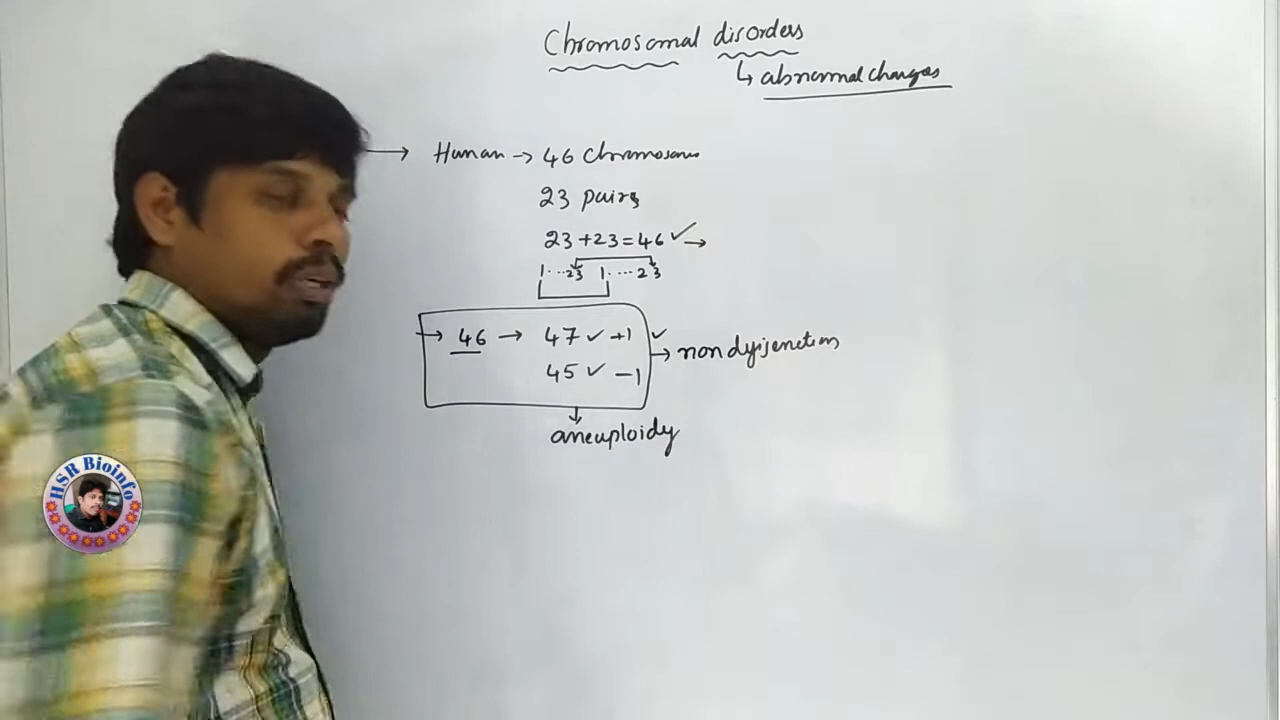 Chromosomal disorders
↳ abnormal changes
→ Human → 46 Chromosomes
23 pairs
23 + 23 = 46 ✓ →
1 ... 23 1 .... 23
→ 46 → 47 ✓ +1 ✓
→ non dysjenction
45 ✓ -1
aneuploidy
HSR Bioinfo